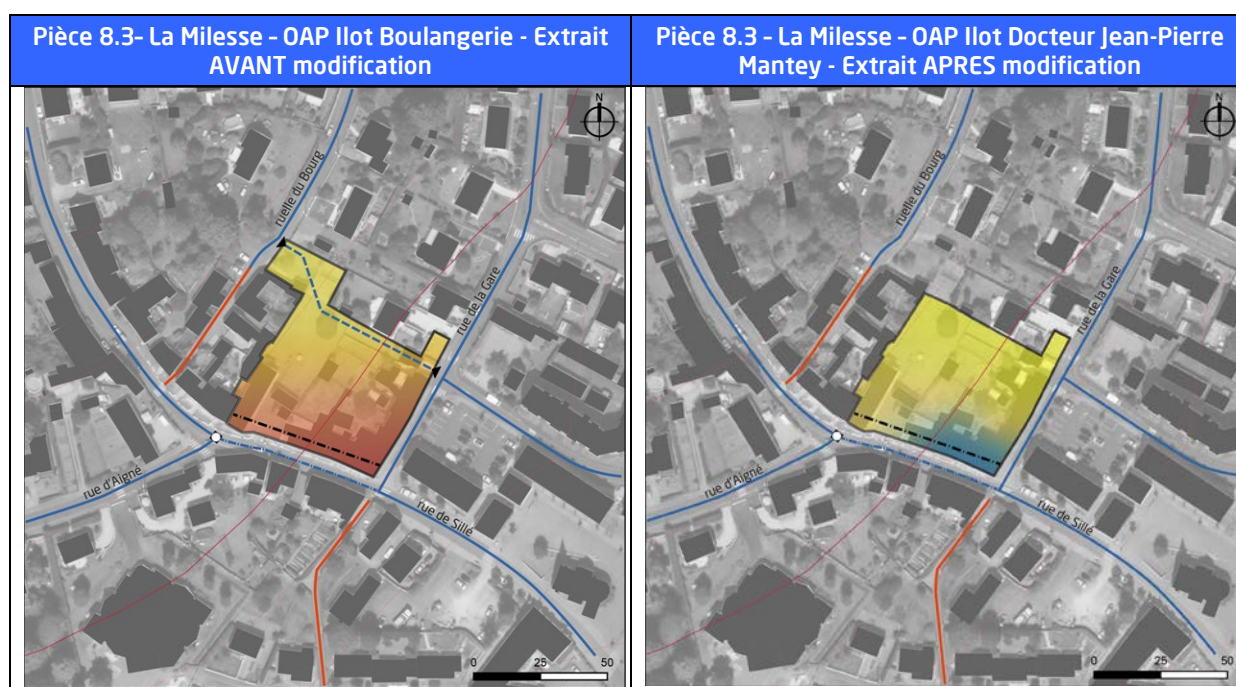 Pièce 8.3– La Milesse – OAP Ilot Boulangerie - Extrait
AVANT modification
Pièce 8.3 – La Milesse – OAP Ilot Docteur Jean-Pierre
Mantey - Extrait APRES modification
N
ruelle du Bourg
rue de la Gare
rue d'Aigné
rue de Sillé
0 25 50
N
ruelle du Bourg
rue de la Gare
rue d'Aigné
rue de Sillé
0 25 50